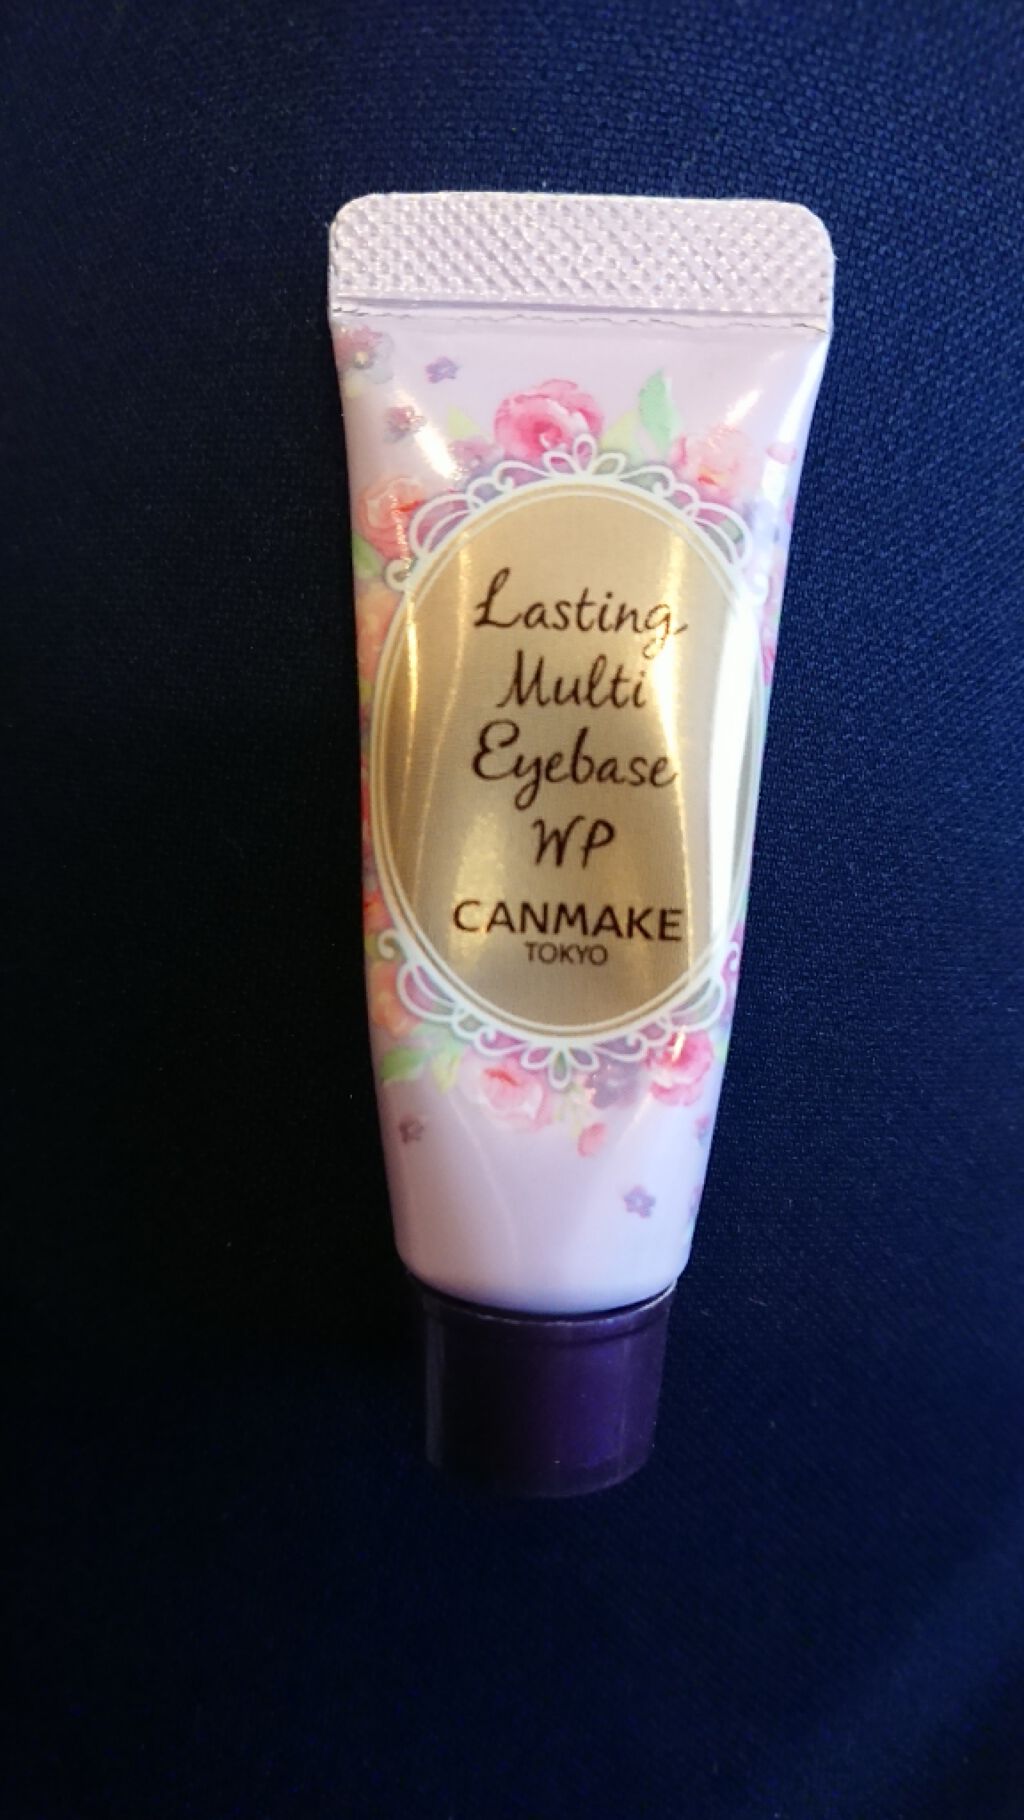 Lasting
Multi
Eyebase
WP
CANMAKE
TOKYO